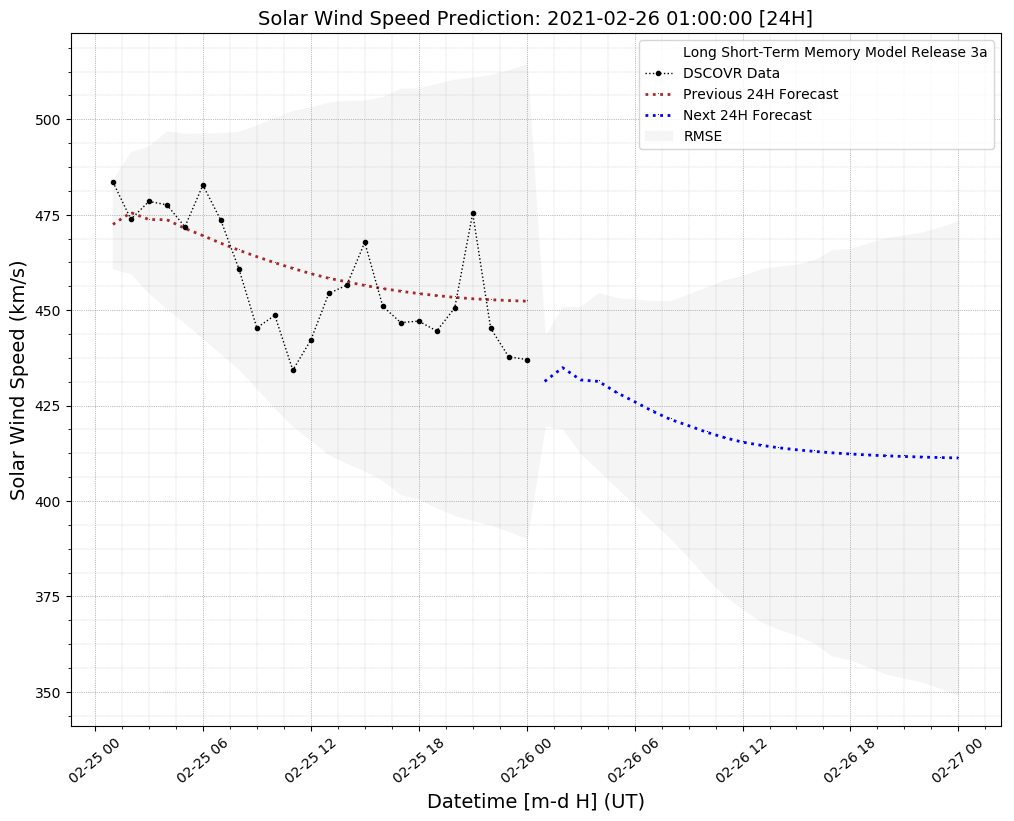 Solar Wind Speed Prediction: 2021-02-26 01:00:00 [24H]
Long Short-Term Memory Model Release 3a
DSCOVR Data
Previous 24H Forecast
Next 24H Forecast
RMSE
Solar Wind Speed (km/s)
500
475
450
425
400
375
350
02-25 00
02-25 06
02-25 12
02-25 18
02-26 00
02-26 06
02-26 12
02-26 18
02-27 00
Datetime [m-d H] (UT)